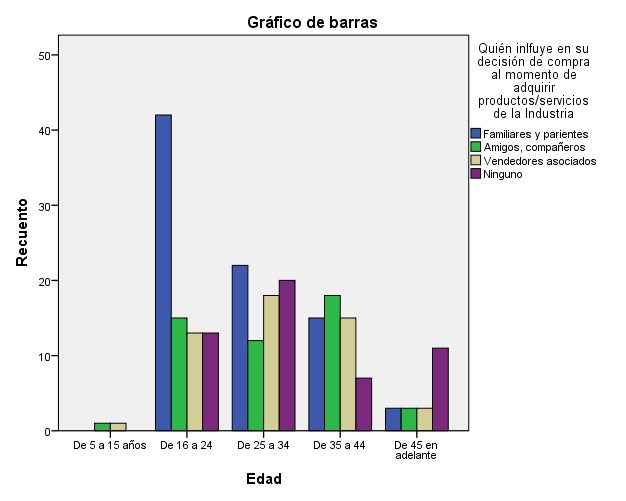 Gráfico de barras
Quién inlfuye en su
decisión de compra
al momento de
adquirir
productos/servicios
de la Industria
Familiares y parientes
Amigos, compañeros
Vendedores asociados
Ninguno
Recuento
50
40
30
20
10
0
De 5 a 15 años
De 16 a 24
De 25 a 34
De 35 a 44
De 45 en
adelante
Edad